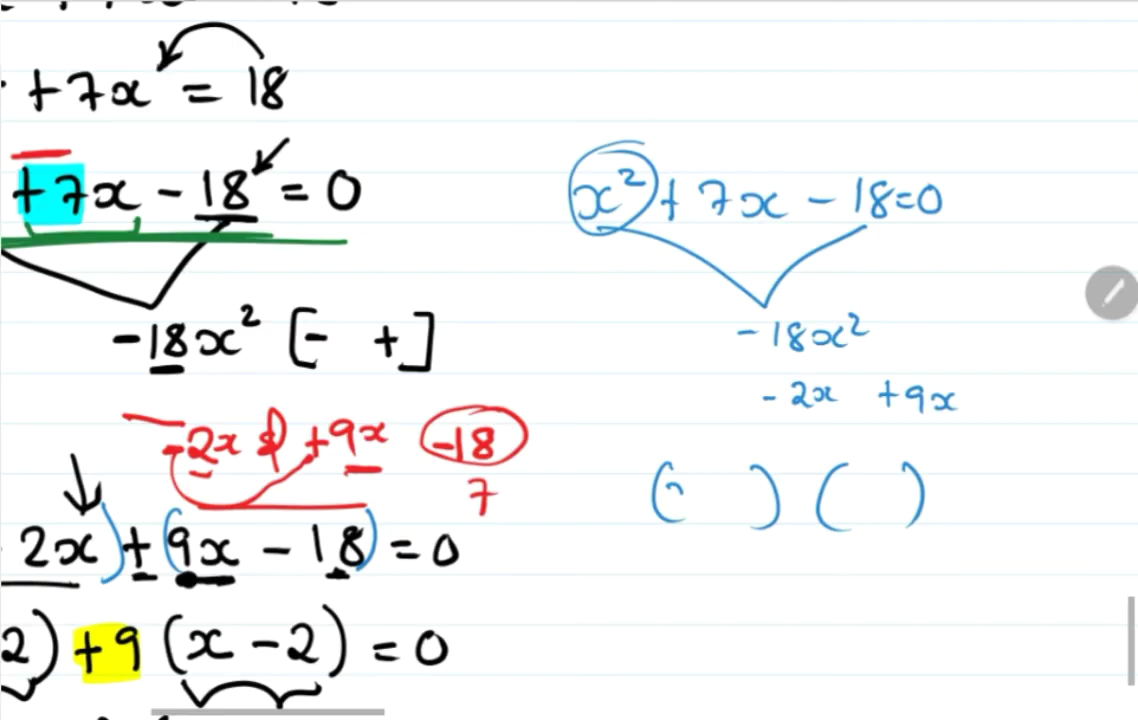 +7x = 18
+7x - 18 = 0
-18x² [- +]
-2x & +9x -18
7
2x) + (9x - 18) = 0
2) +9 (x - 2) = 0
x² + 7x - 18=0
-18x²
-2x +9x
( ) ( )